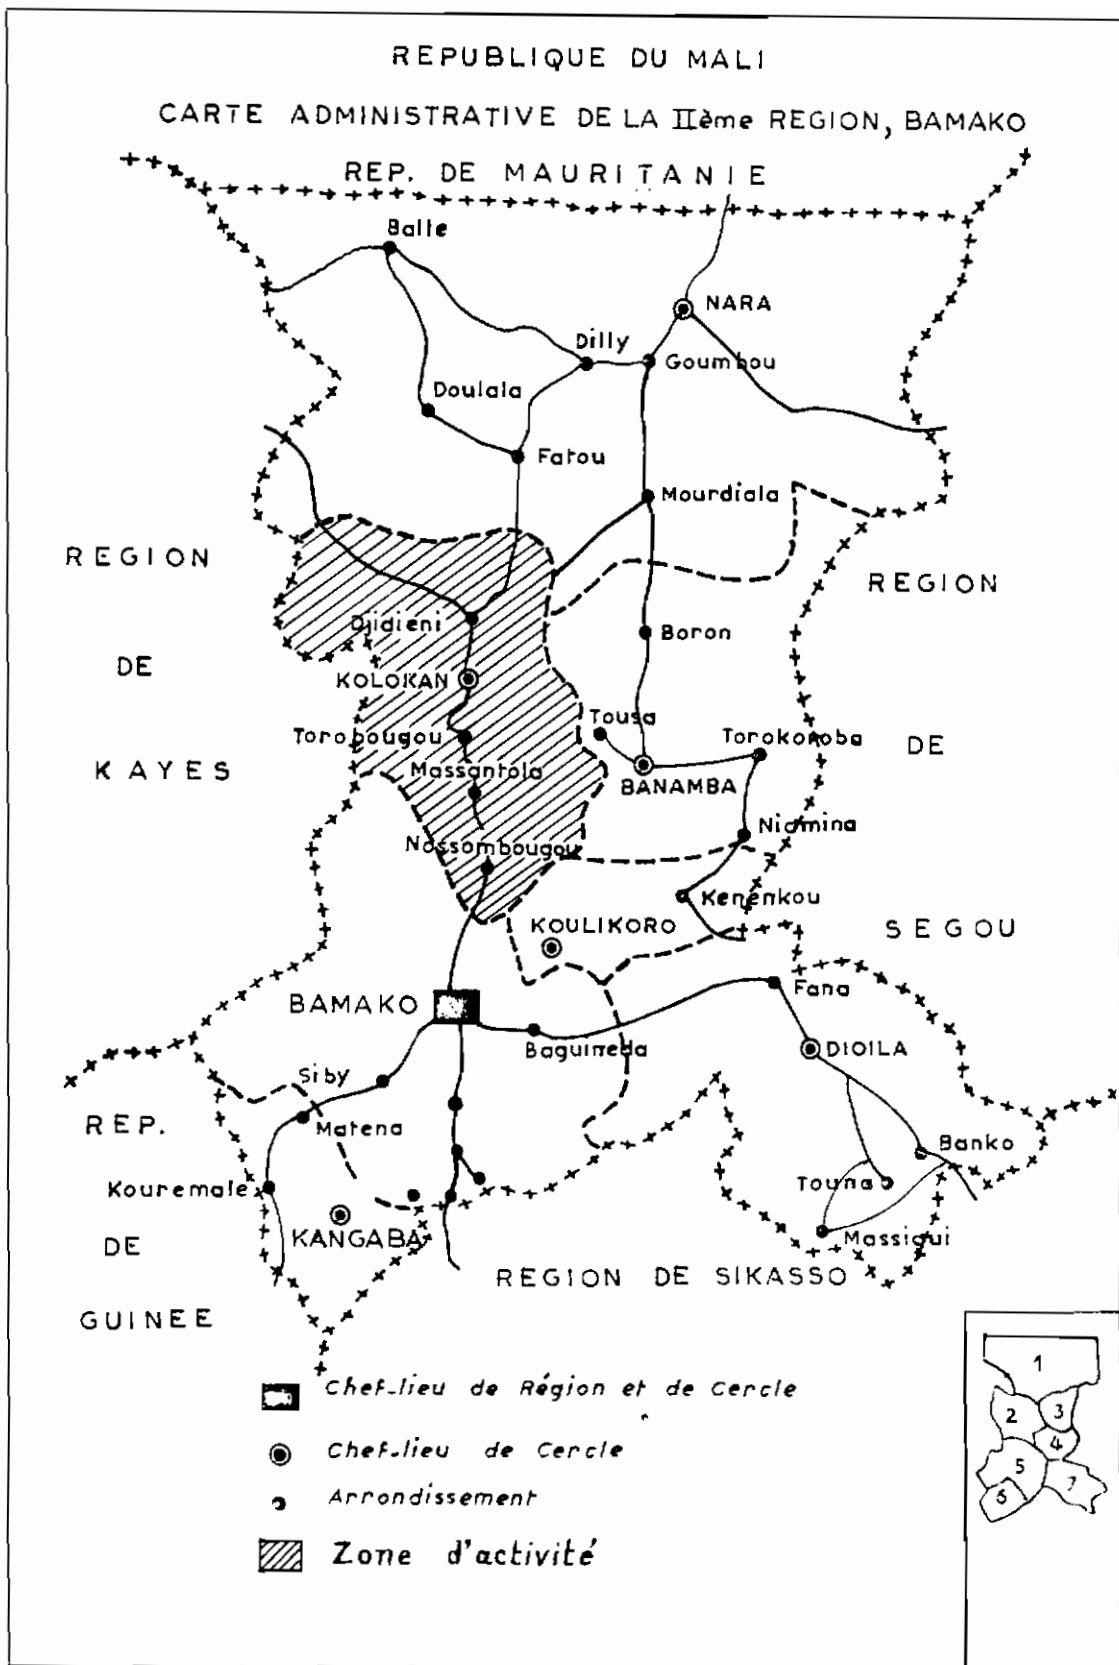 REPUBLIQUE DU MALI
CARTE ADMINISTRATIVE DE LA IIème REGION, BAMAKO
REP. DE MAURITANIE
Balle
NARA
Dilly
Goumbou
Doulala
Fatou
Mourdiala
REGION
DE
KAYES
REGION
DE
SEGOU
Djidieni
Boron
KOLOKAN
Tousa
Torobougou
Torokoroba
Massantola
BANAMBA
Niamina
Nossombougou
Kenenkou
KOULIKORO
Fana
BAMAKO
Baguineda
DIOILA
Siby
REP.
DE
GUINEE
Matena
Banko
Kouremale
Touna
KANGABA
Massigui
REGION DE SIKASSO
Chef-lieu de Région et de Cercle
Chef-lieu de Cercle
Arrondissement
Zone d'activité
1
2
3
4
5
6
7